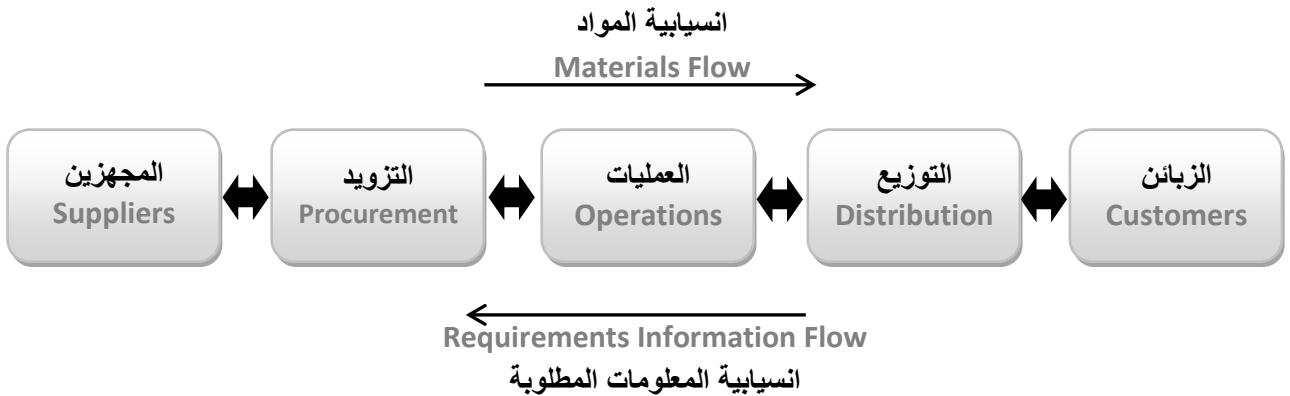 انسيابية المواد
Materials Flow
المجهزين
Suppliers
التزويد
Procurement
العمليات
Operations
التوزيع
Distribution
الزبائن
Customers
Requirements Information Flow
انسيابية المعلومات المطلوبة